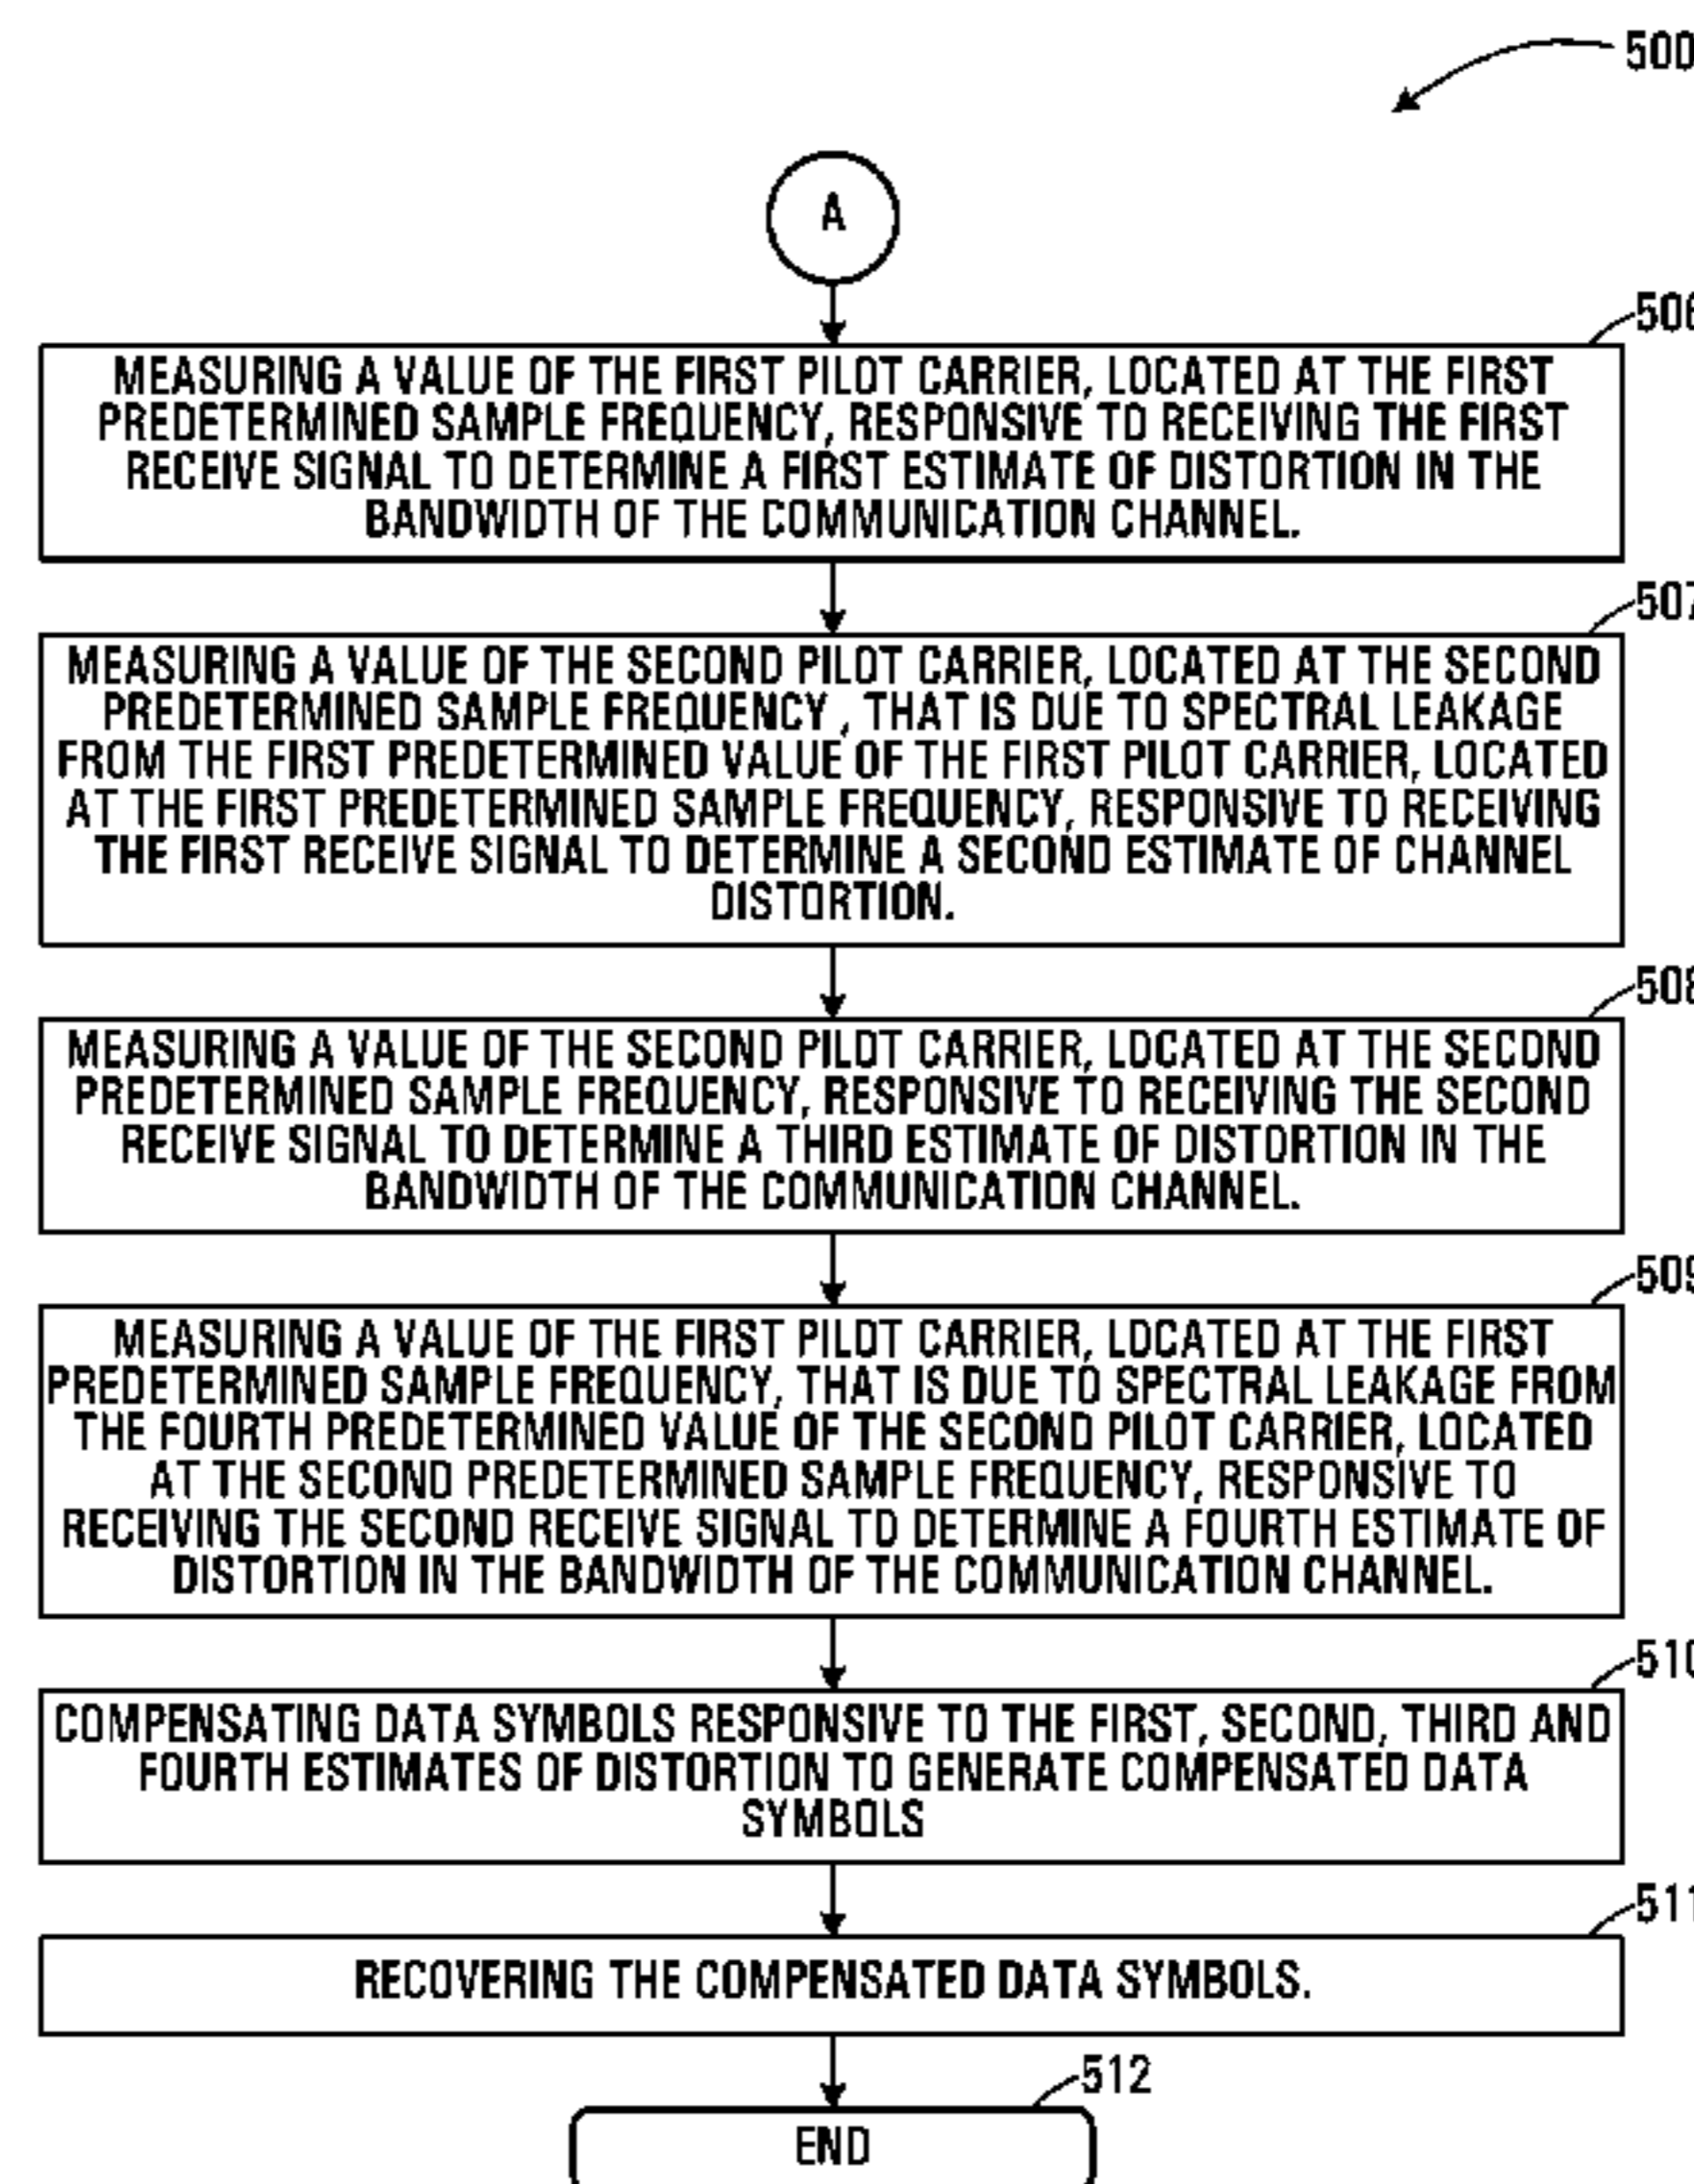 500
A
506
MEASURING A VALUE OF THE FIRST PILOT CARRIER, LOCATED AT THE FIRST
PREDETERMINED SAMPLE FREQUENCY, RESPONSIVE TO RECEIVING THE FIRST
RECEIVE SIGNAL TO DETERMINE A FIRST ESTIMATE OF DISTORTION IN THE
BANDWIDTH OF THE COMMUNICATION CHANNEL.
507
MEASURING A VALUE OF THE SECOND PILOT CARRIER, LOCATED AT THE SECOND
PREDETERMINED SAMPLE FREQUENCY , THAT IS DUE TO SPECTRAL LEAKAGE
FROM THE FIRST PREDETERMINED VALUE OF THE FIRST PILOT CARRIER, LOCATED
AT THE FIRST PREDETERMINED SAMPLE FREQUENCY, RESPONSIVE TO RECEIVING
THE FIRST RECEIVE SIGNAL TO DETERMINE A SECOND ESTIMATE OF CHANNEL
DISTORTION.
508
MEASURING A VALUE OF THE SECOND PILOT CARRIER, LOCATED AT THE SECOND
PREDETERMINED SAMPLE FREQUENCY, RESPONSIVE TO RECEIVING THE SECOND
RECEIVE SIGNAL TO DETERMINE A THIRD ESTIMATE OF DISTORTION IN THE
BANDWIDTH OF THE COMMUNICATION CHANNEL.
509
MEASURING A VALUE OF THE FIRST PILOT CARRIER, LOCATED AT THE FIRST
PREDETERMINED SAMPLE FREQUENCY, THAT IS DUE TO SPECTRAL LEAKAGE FROM
THE FOURTH PREDETERMINED VALUE OF THE SECOND PILOT CARRIER, LOCATED
AT THE SECOND PREDETERMINED SAMPLE FREQUENCY, RESPONSIVE TO
RECEIVING THE SECOND RECEIVE SIGNAL TO DETERMINE A FOURTH ESTIMATE OF
DISTORTION IN THE BANDWIDTH OF THE COMMUNICATION CHANNEL.
510
COMPENSATING DATA SYMBOLS RESPONSIVE TO THE FIRST, SECOND, THIRD AND
FOURTH ESTIMATES OF DISTORTION TO GENERATE COMPENSATED DATA
SYMBOLS
511
RECOVERING THE COMPENSATED DATA SYMBOLS.
512
END